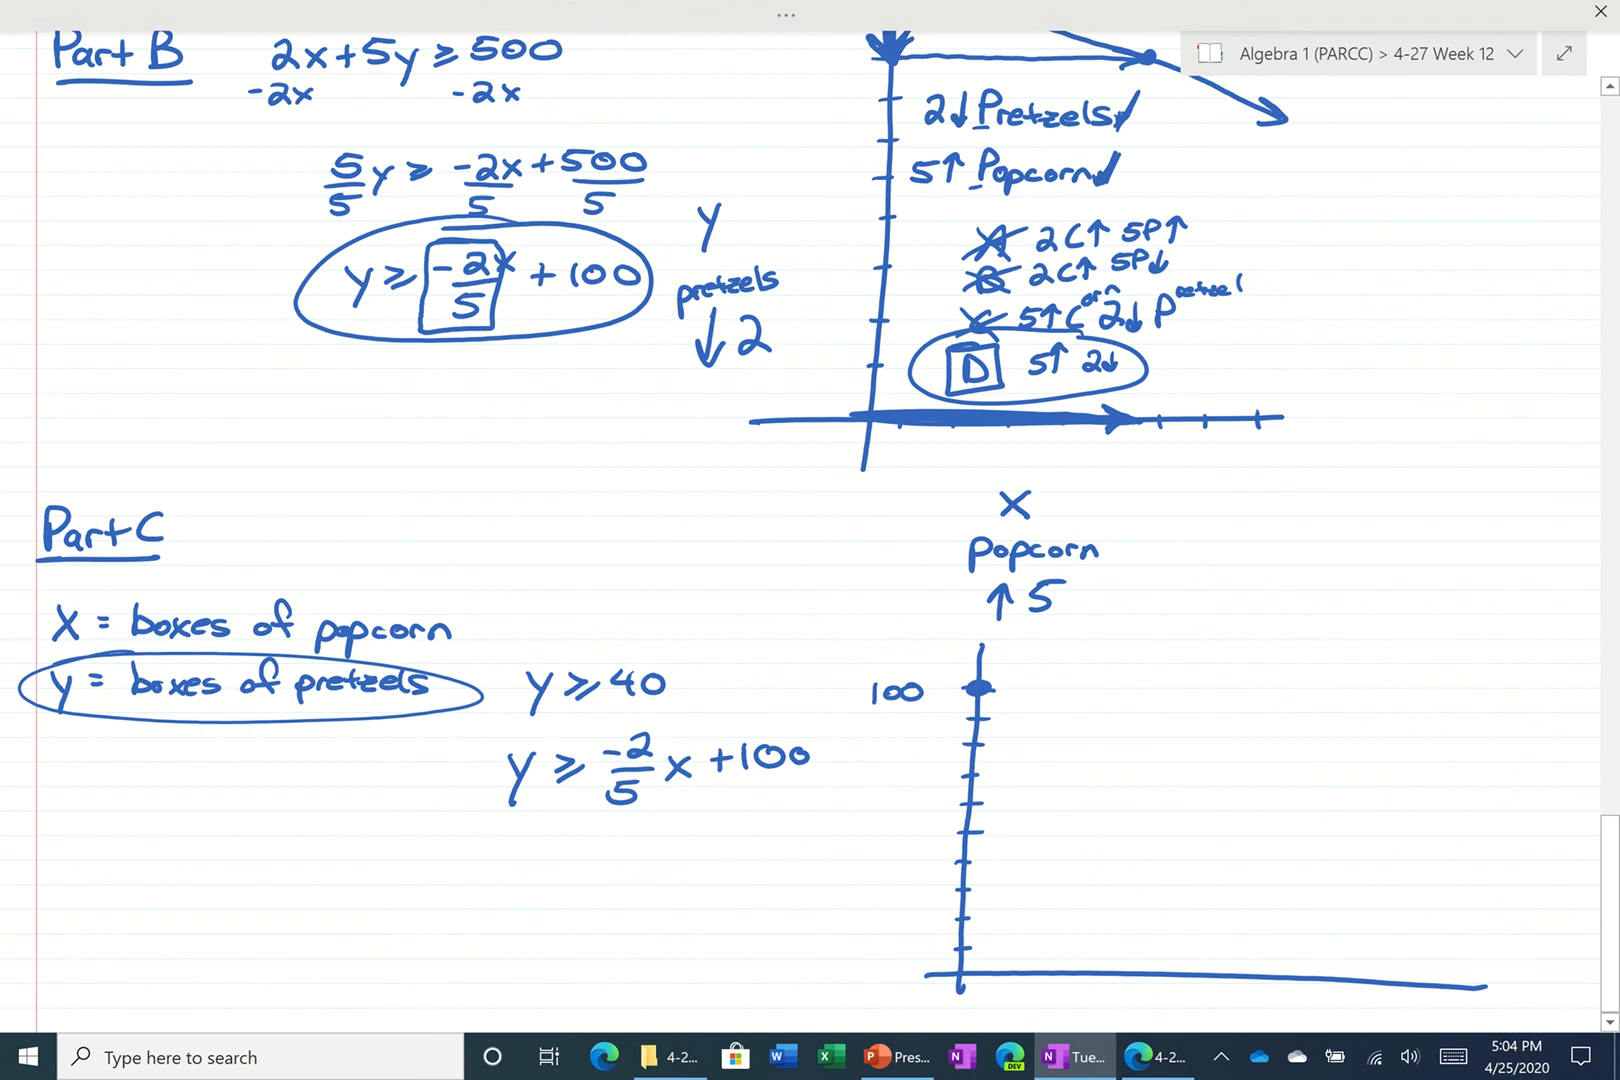 Algebra 1 (PARCC) > 4-27 Week 12
Part B 2x+5y ≥ 500
-2x -2x
5/5 y ≥ -2x/5 + 500/5
y ≥ -2x/5 + 100
y
pretzels
↓ 2
2↓ Pretzels ✓
5↑ Popcorn ✓
A 2C↑ 5P↑
B 2C↑ 5P↓
C 5↑ Corn 2↓ Pretzel
D 5↑ 2↓
x
popcorn
↑ 5
Part C
x = boxes of popcorn
y = boxes of pretzels
y ≥ 40
y ≥ -2/5 x +100
100
Type here to search
4-2...
Pres...
DEV
Tue...
4-2...
5:04 PM
4/25/2020